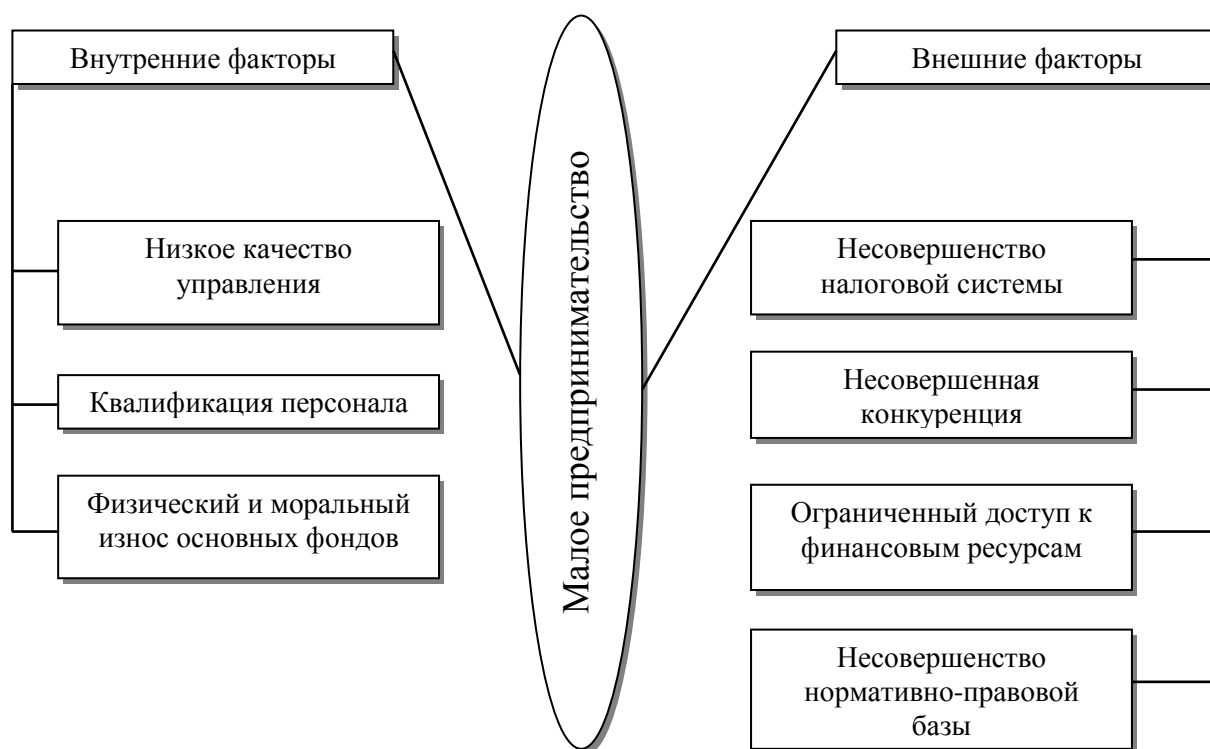 Внутренние факторы
Низкое качество
управления
Квалификация персонала
Физический и моральный
износ основных фондов
Малое предпринимательство
Внешние факторы
Несовершенство
налоговой системы
Несовершенная
конкуренция
Ограниченный доступ к
финансовым ресурсам
Несовершенство
нормативно-правовой
базы